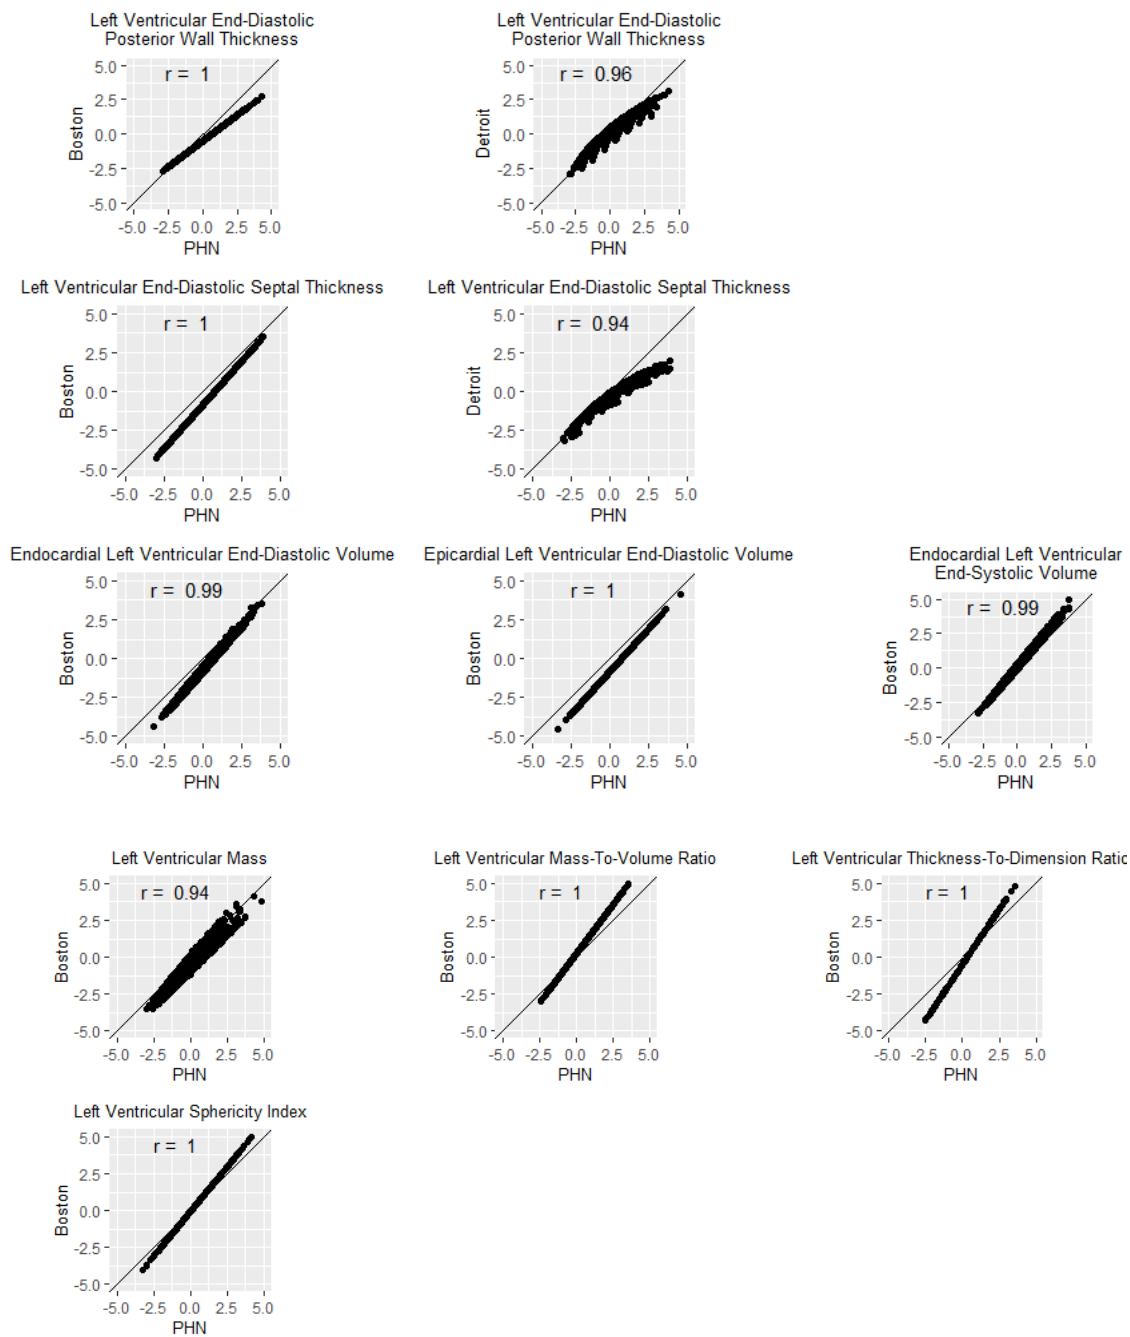 Left Ventricular End-Diastolic
Posterior Wall Thickness
r = 1
5.0
2.5
0.0
-2.5
-5.0
Boston
-5.0 -2.5 0.0 2.5 5.0
PHN
Left Ventricular End-Diastolic
Posterior Wall Thickness
r = 0.96
5.0
2.5
0.0
-2.5
-5.0
Detroit
-5.0 -2.5 0.0 2.5 5.0
PHN
Left Ventricular End-Diastolic Septal Thickness
r = 1
5.0
2.5
0.0
-2.5
-5.0
Boston
-5.0 -2.5 0.0 2.5 5.0
PHN
Left Ventricular End-Diastolic Septal Thickness
r = 0.94
5.0
2.5
0.0
-2.5
-5.0
Detroit
-5.0 -2.5 0.0 2.5 5.0
PHN
Endocardial Left Ventricular End-Diastolic Volume
r = 0.99
5.0
2.5
0.0
-2.5
-5.0
Boston
-5.0 -2.5 0.0 2.5 5.0
PHN
Epicardial Left Ventricular End-Diastolic Volume
r = 1
5.0
2.5
0.0
-2.5
-5.0
Boston
-5.0 -2.5 0.0 2.5 5.0
PHN
Endocardial Left Ventricular
End-Systolic Volume
r = 0.99
5.0
2.5
0.0
-2.5
-5.0
Boston
-5.0 -2.5 0.0 2.5 5.0
PHN
Left Ventricular Mass
r = 0.94
5.0
2.5
0.0
-2.5
-5.0
Boston
-5.0 -2.5 0.0 2.5 5.0
PHN
Left Ventricular Mass-To-Volume Ratio
r = 1
5.0
2.5
0.0
-2.5
-5.0
Boston
-5.0 -2.5 0.0 2.5 5.0
PHN
Left Ventricular Thickness-To-Dimension Ratio
r = 1
5.0
2.5
0.0
-2.5
-5.0
Boston
-5.0 -2.5 0.0 2.5 5.0
PHN
Left Ventricular Sphericity Index
r = 1
5.0
2.5
0.0
-2.5
-5.0
Boston
-5.0 -2.5 0.0 2.5 5.0
PHN